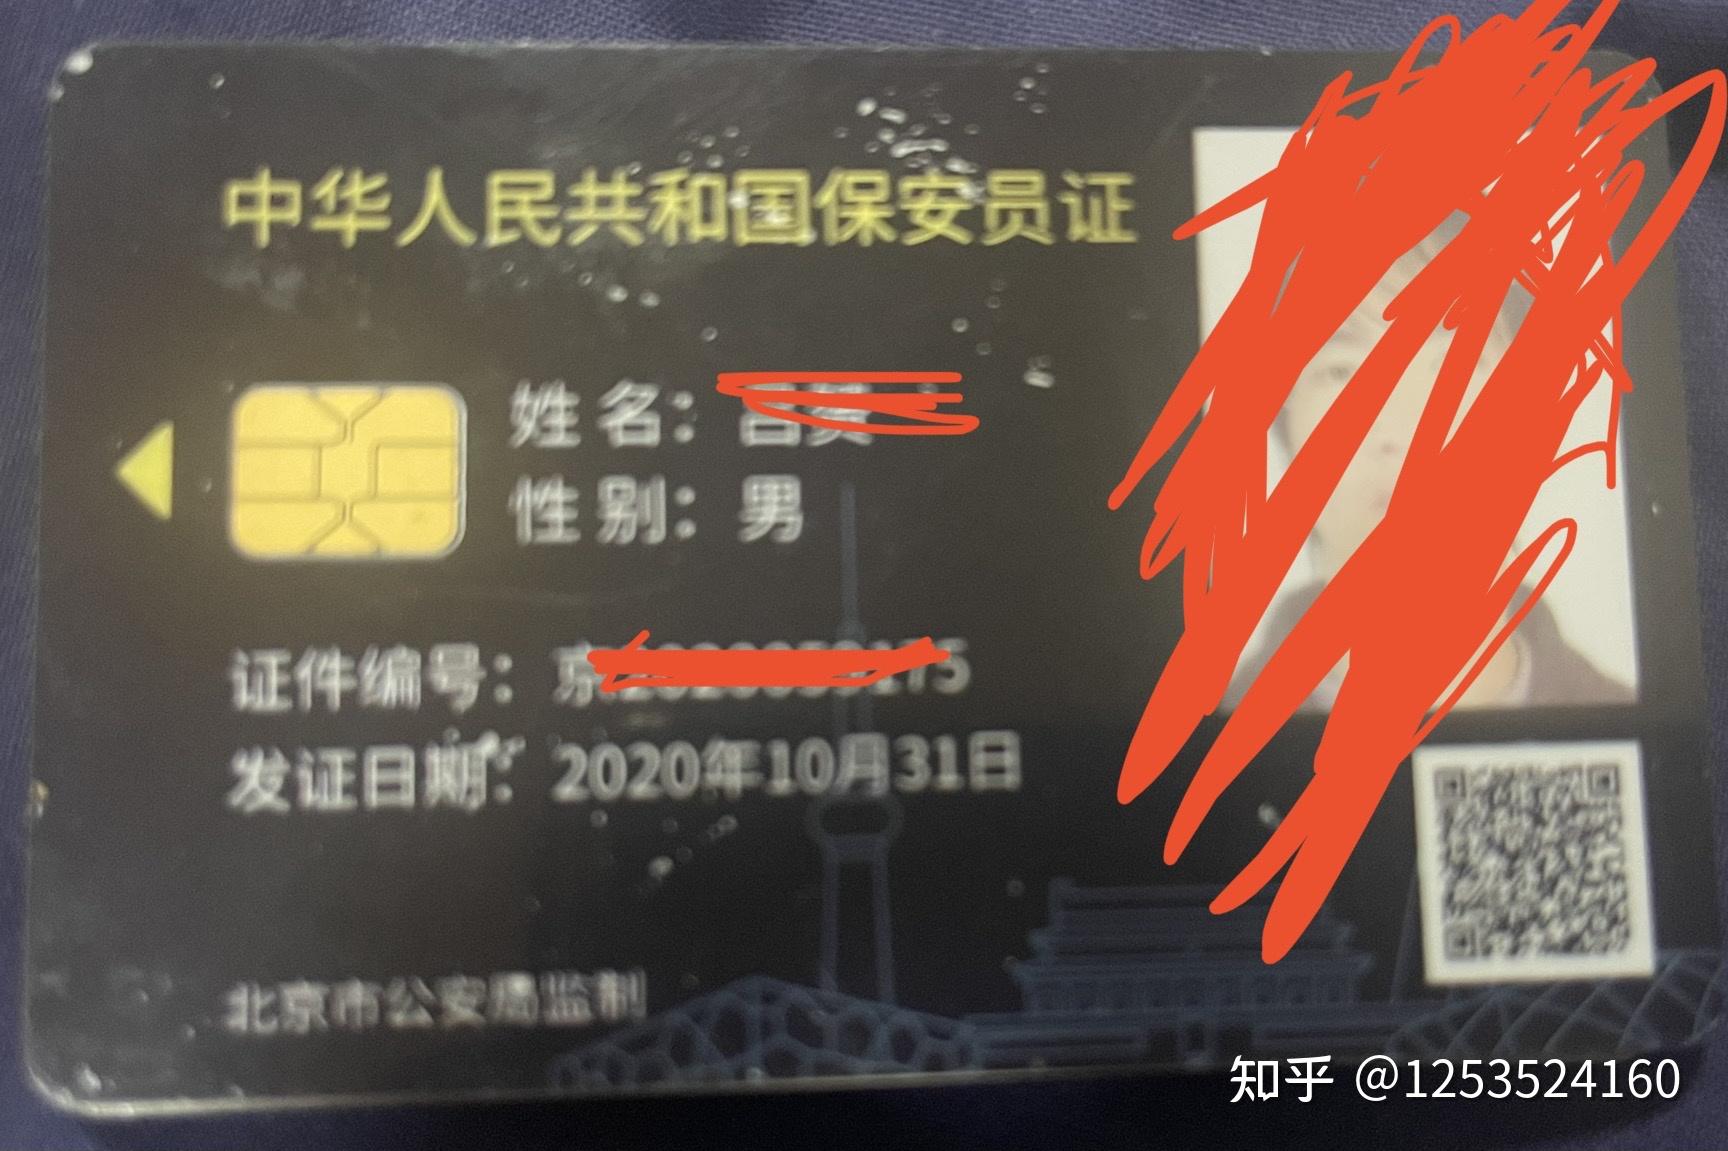 中华人民共和国保安员证
姓 名：
性 别：男
证件编号：京
发证日期：2020年10月31日
北京市公安局监制
知乎 @1253524160